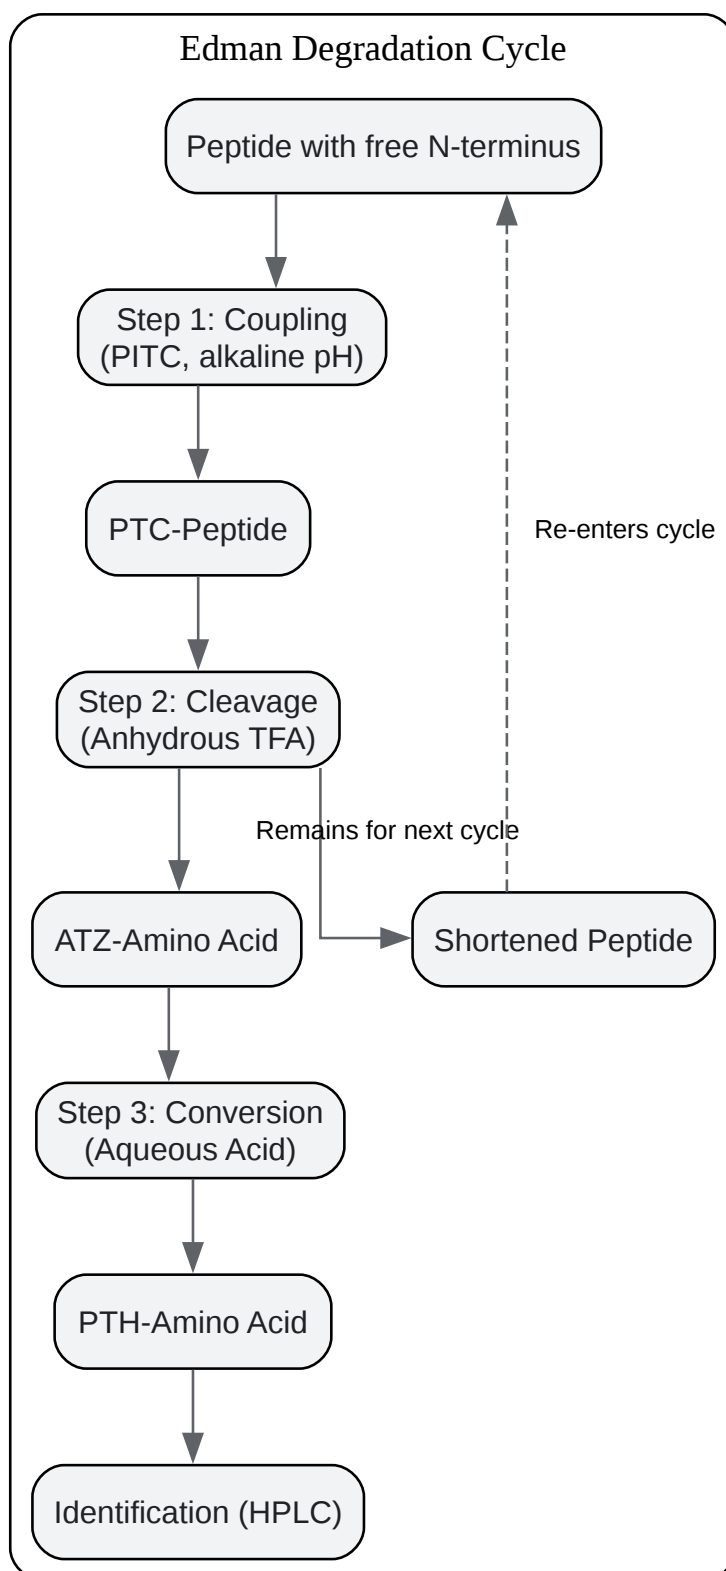 Edman Degradation Cycle
Peptide with free N-terminus
Step 1: Coupling
(PITC, alkaline pH)
PTC-Peptide
Re-enters cycle
Step 2: Cleavage
(Anhydrous TFA)
Remains for next cycle
ATZ-Amino Acid
Shortened Peptide
Step 3: Conversion
(Aqueous Acid)
PTH-Amino Acid
Identification (HPLC)